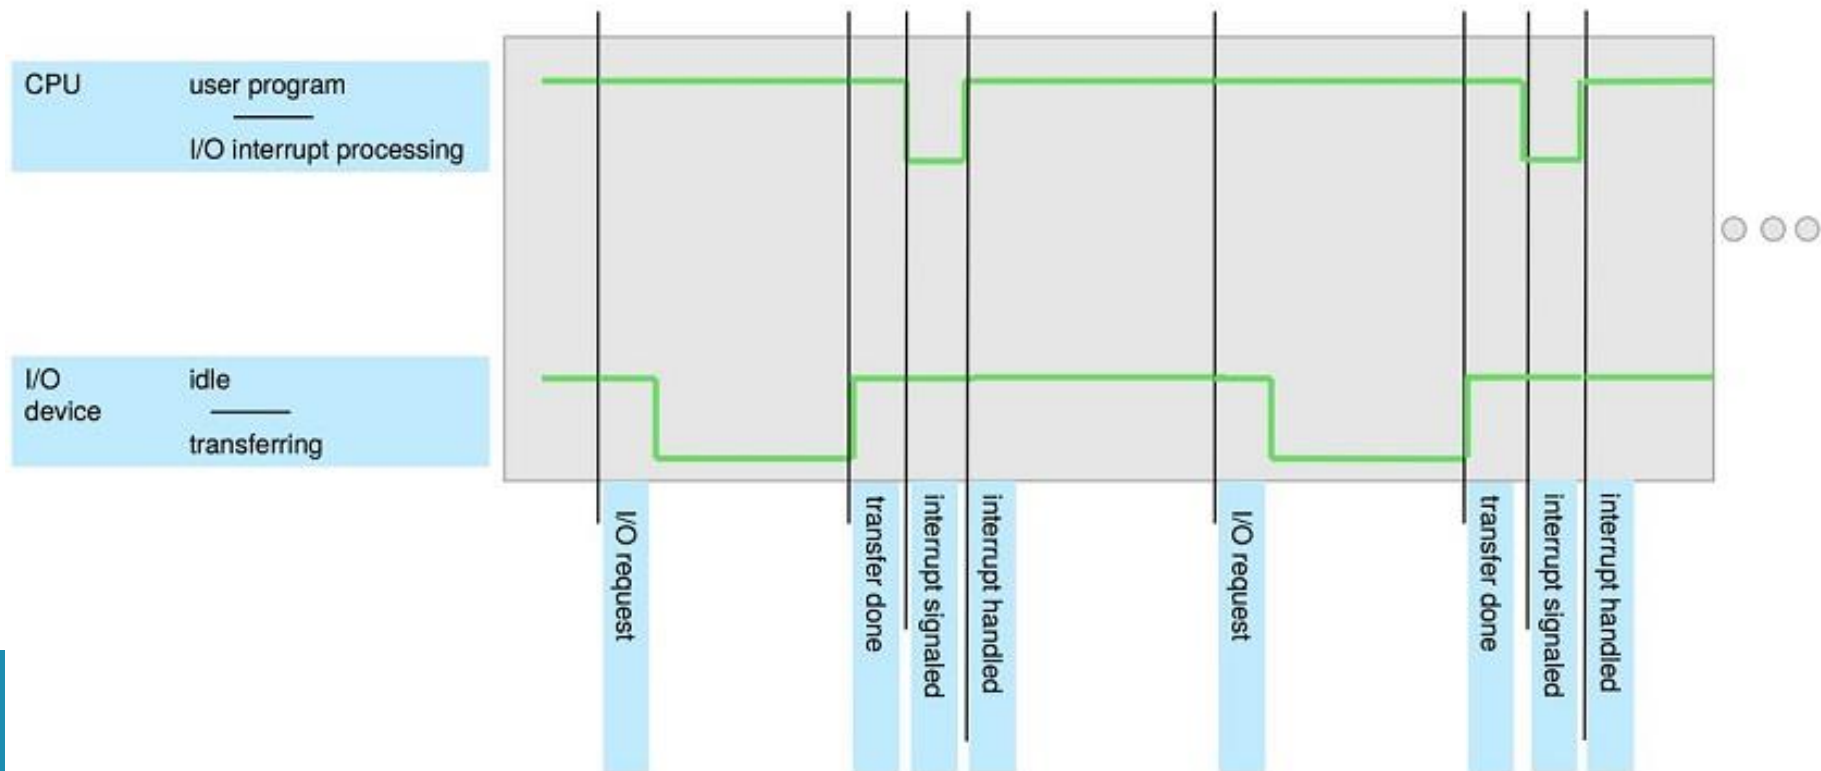 CPU
user program
I/O interrupt processing
I/O
device
idle
transferring
I/O request
transfer done
interrupt signaled
interrupt handled
I/O request
transfer done
interrupt signaled
interrupt handled